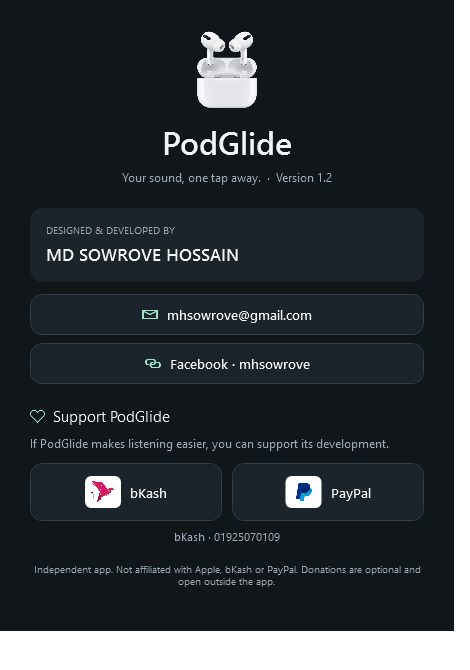 PodGlide
Your sound, one tap away. · Version 1.2
DESIGNED & DEVELOPED BY
MD SOWROVE HOSSAIN
mhsowrove@gmail.com
Facebook · mhsowrove
Support PodGlide
If PodGlide makes listening easier, you can support its development.
bKash
PayPal
bKash · 01925070109
Independent app. Not affiliated with Apple, bKash or PayPal. Donations are optional and
open outside the app.